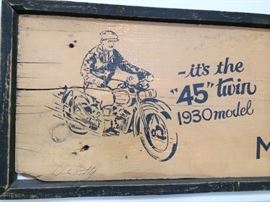 -it's the
"45" twin
1930 model
M